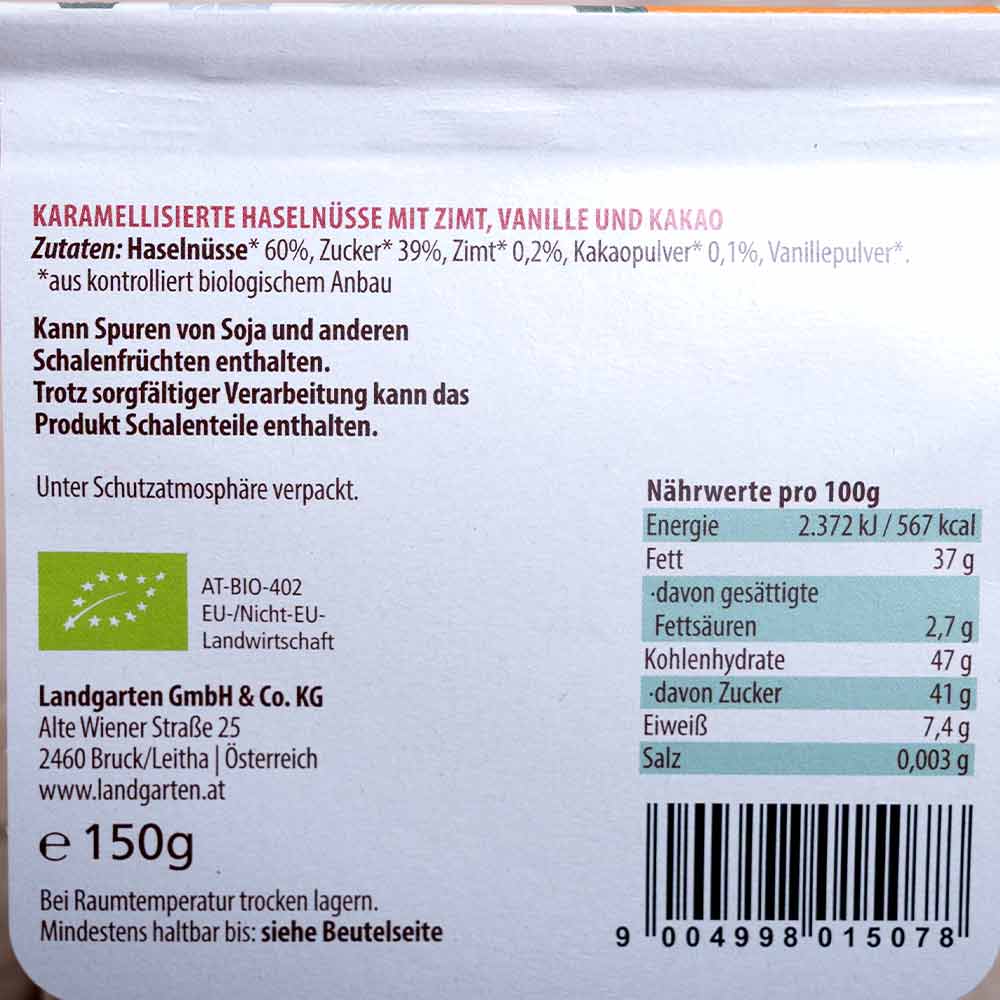 KARAMELLISIERTE HASELNÜSSE MIT ZIMT, VANILLE UND KAKAO
Zutaten: Haselnüsse* 60%, Zucker* 39%, Zimt* 0,2%, Kakaopulver* 0,1%, Vanillepulver*.
*aus kontrolliert biologischem Anbau
Kann Spuren von Soja und anderen
Schalenfrüchten enthalten.
Trotz sorgfältiger Verarbeitung kann das
Produkt Schalenteile enthalten.
Unter Schutzatmosphäre verpackt.
AT-BIO-402
EU-/Nicht-EU-
Landwirtschaft
Landgarten GmbH & Co. KG
Alte Wiener Straße 25
2460 Bruck/Leitha | Österreich
www.landgarten.at
℮ 150g
Bei Raumtemperatur trocken lagern.
Mindestens haltbar bis: siehe Beutelseite
Nährwerte pro 100g
Energie 2.372 kJ / 567 kcal
Fett 37 g
·davon gesättigte
Fettsäuren 2,7 g
Kohlenhydrate 47 g
·davon Zucker 41 g
Eiweiß 7,4 g
Salz 0,003 g
9 004998 015078